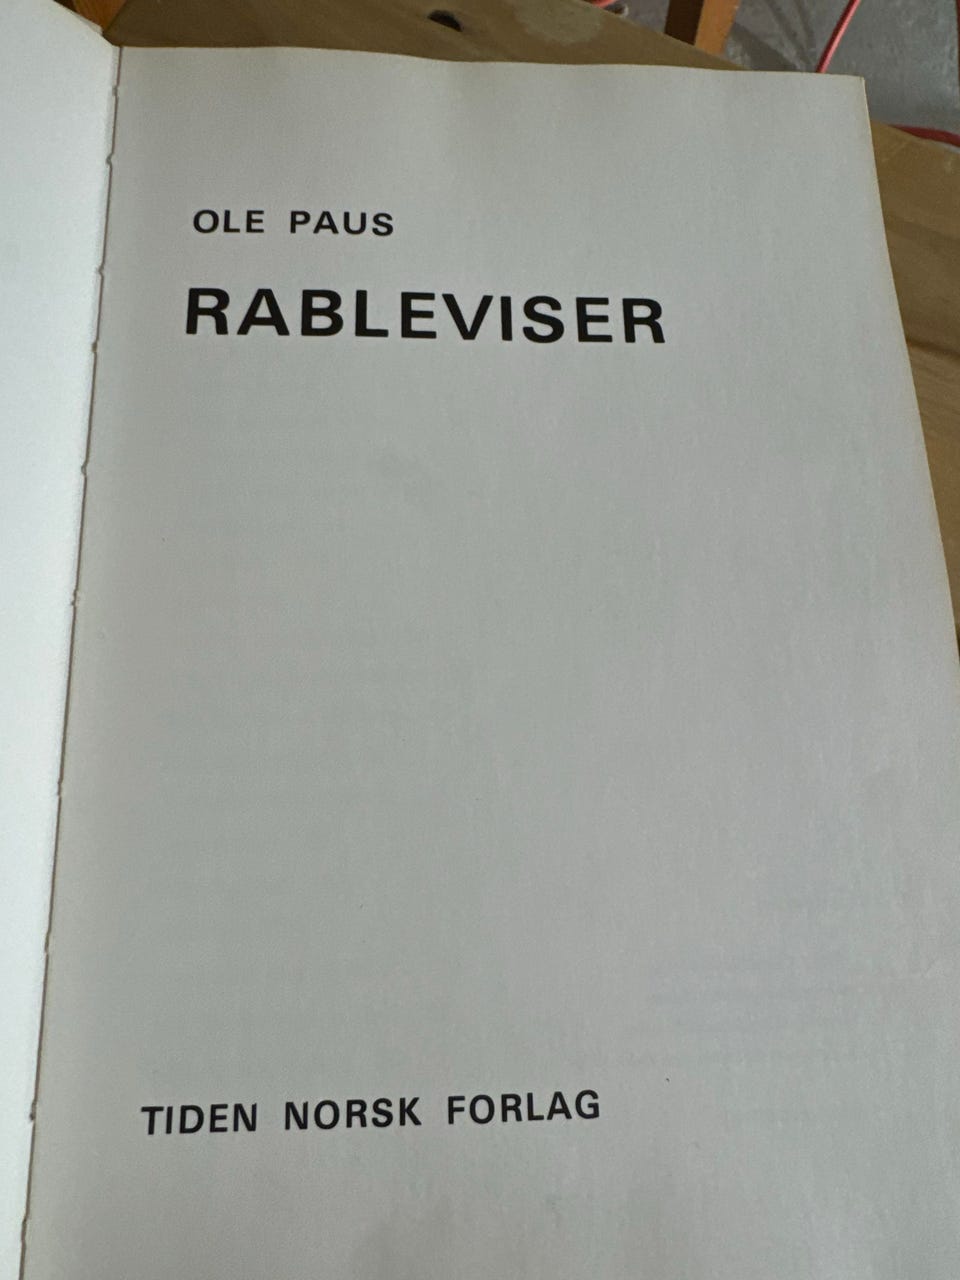 OLE PAUS
RABLEVISER
TIDEN NORSK FORLAG